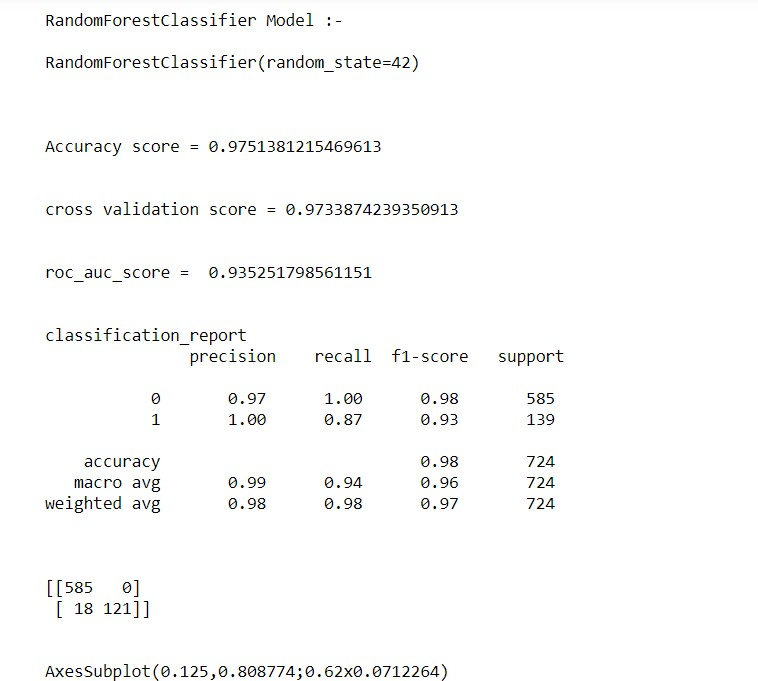 RandomForestClassifier Model :-
RandomForestClassifier(random_state=42)
Accuracy score = 0.9751381215469613
cross validation score = 0.9733874239350913
roc_auc_score =  0.935251798561151
classification_report
precision    recall  f1-score   support
0       0.97      1.00      0.98       585
1       1.00      0.87      0.93       139
accuracy                           0.98       724
macro avg       0.99      0.94      0.96       724
weighted avg       0.98      0.98      0.97       724
[[585   0]
[ 18 121]]
AxesSubplot(0.125,0.808774;0.62x0.0712264)